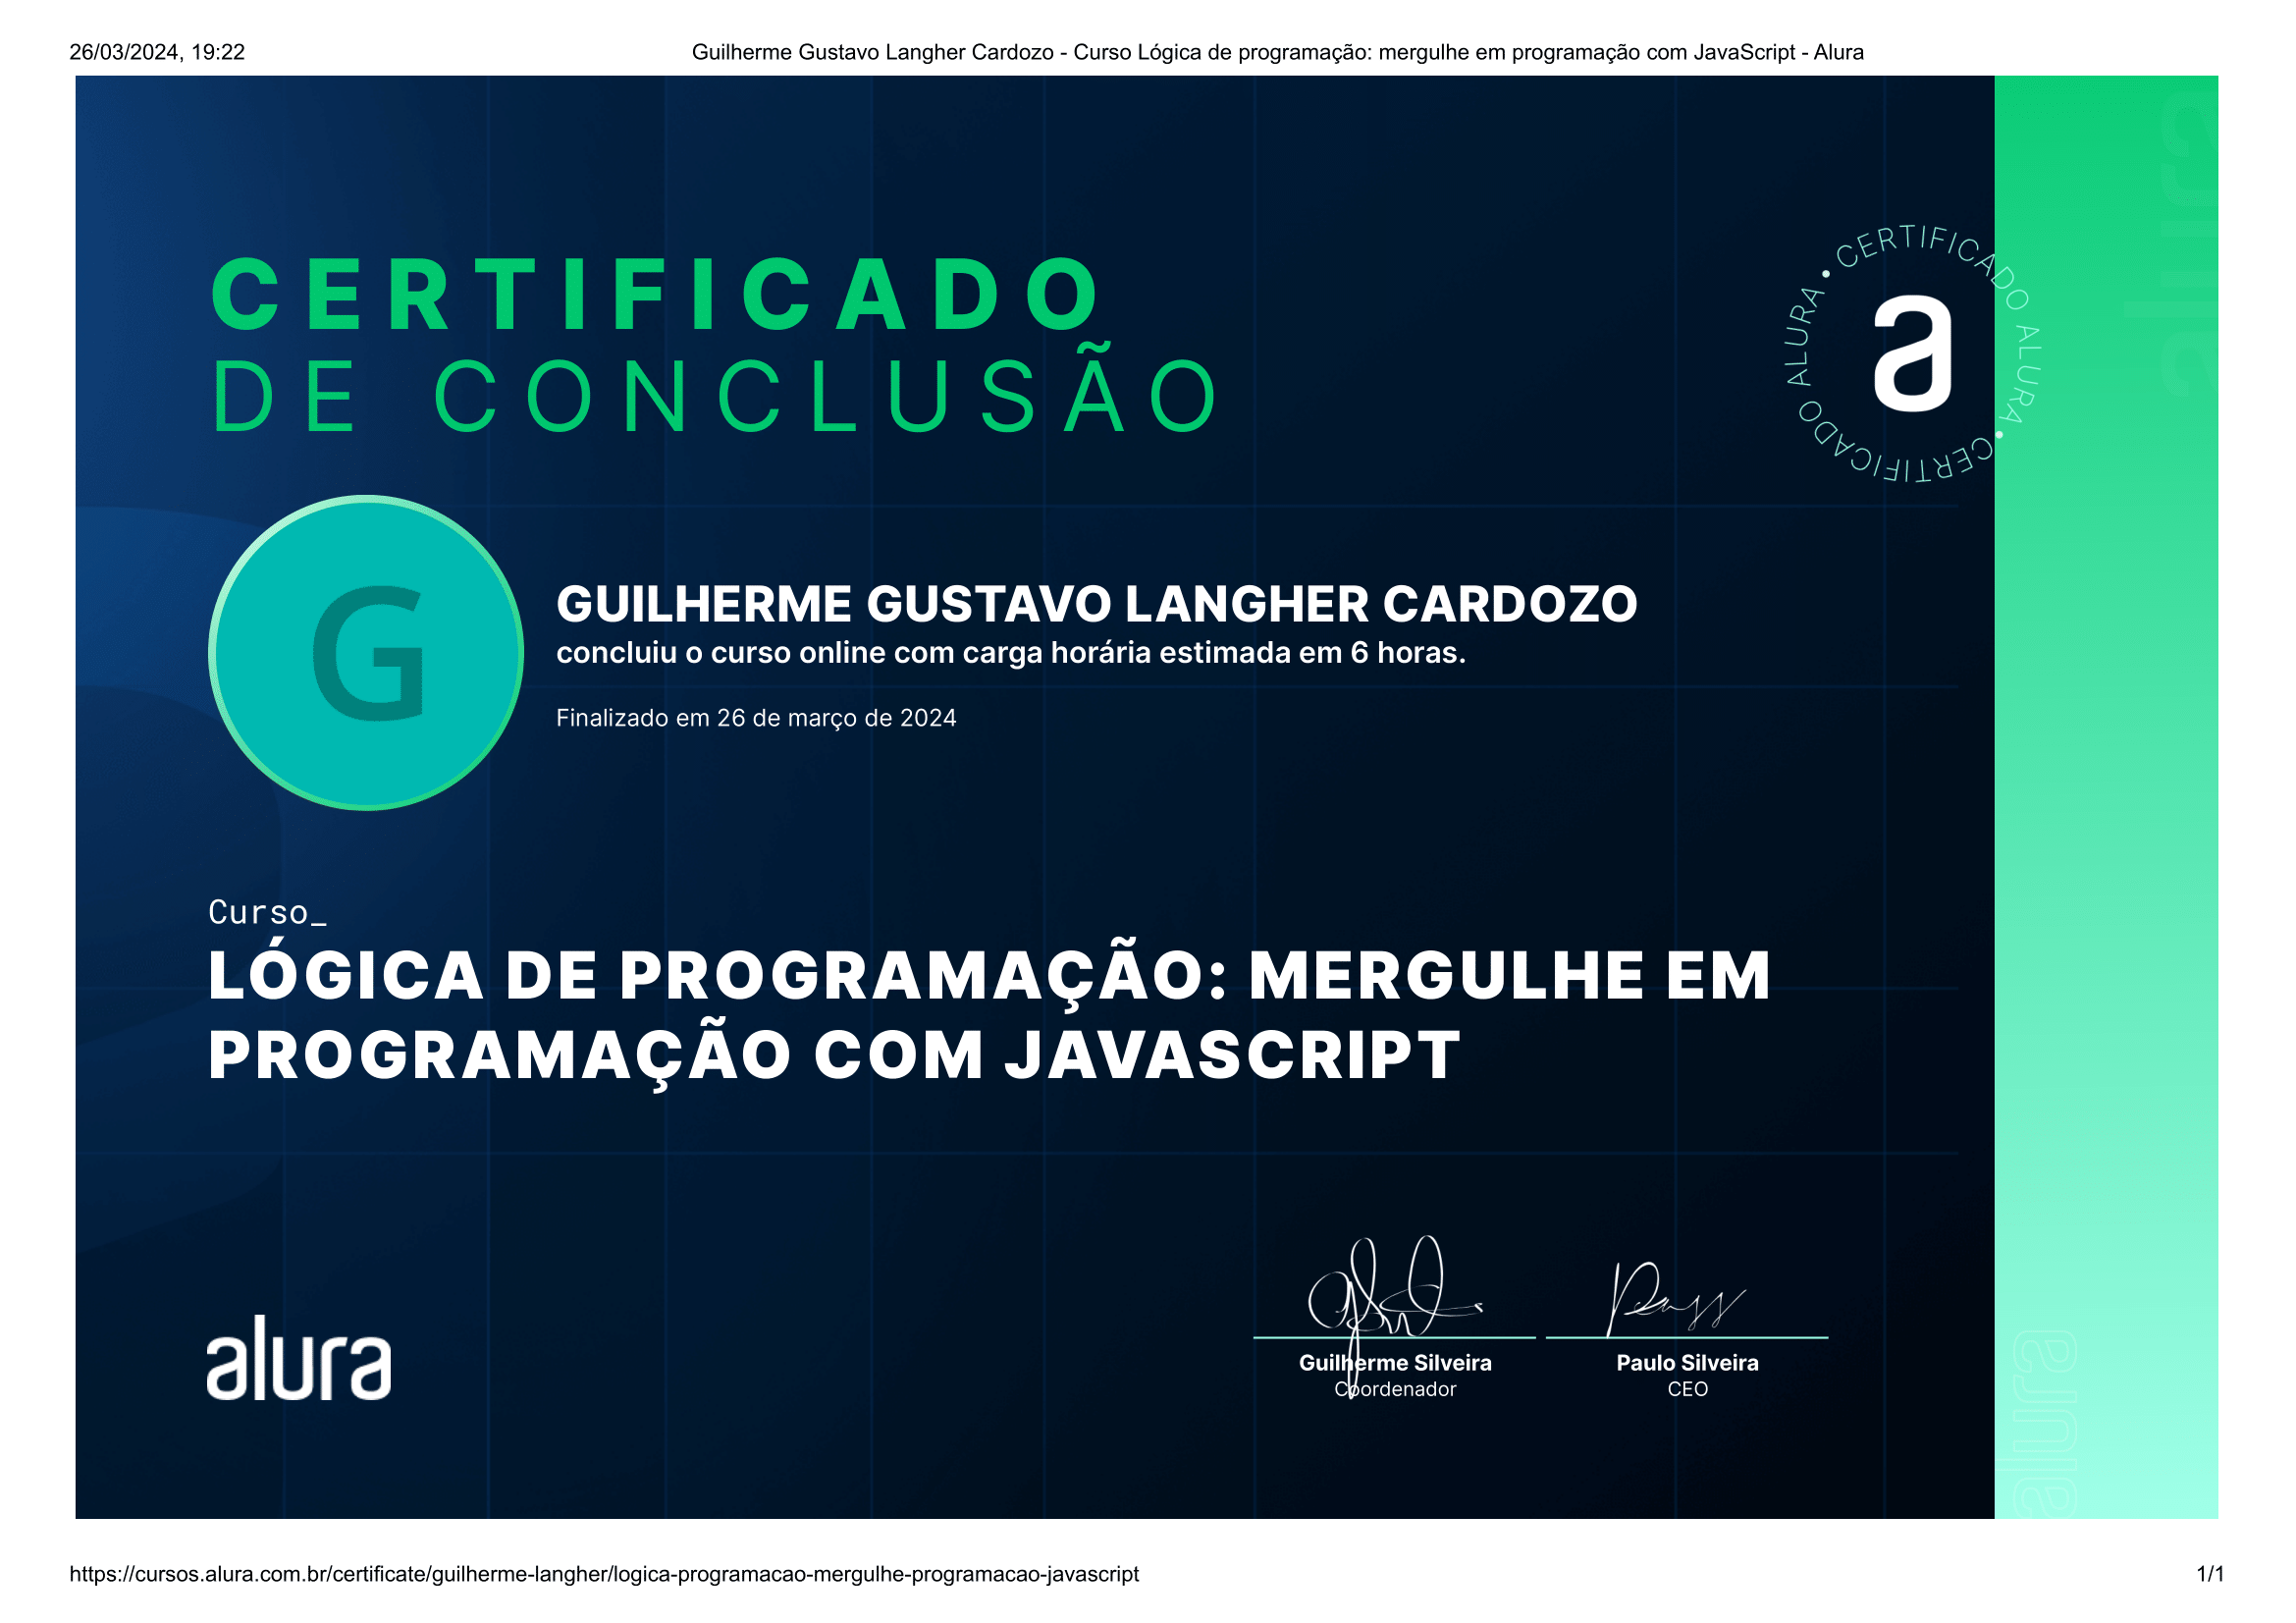 26/03/2024, 19:22
Guilherme Gustavo Langher Cardozo - Curso Lógica de programação: mergulhe em programação com JavaScript - Alura
CERTIFICADO
DE CONCLUSÃO
• CERTIFICADO ALURA • CERTIFICADO ALURA
a
alura
G
GUILHERME GUSTAVO LANGHER CARDOZO
concluiu o curso online com carga horária estimada em 6 horas.
Finalizado em 26 de março de 2024
Curso_
LÓGICA DE PROGRAMAÇÃO: MERGULHE EM
PROGRAMAÇÃO COM JAVASCRIPT
alura
Guilherme Silveira
Coordenador
Paulo Silveira
CEO
alura
https://cursos.alura.com.br/certificate/guilherme-langher/logica-programacao-mergulhe-programacao-javascript
1/1